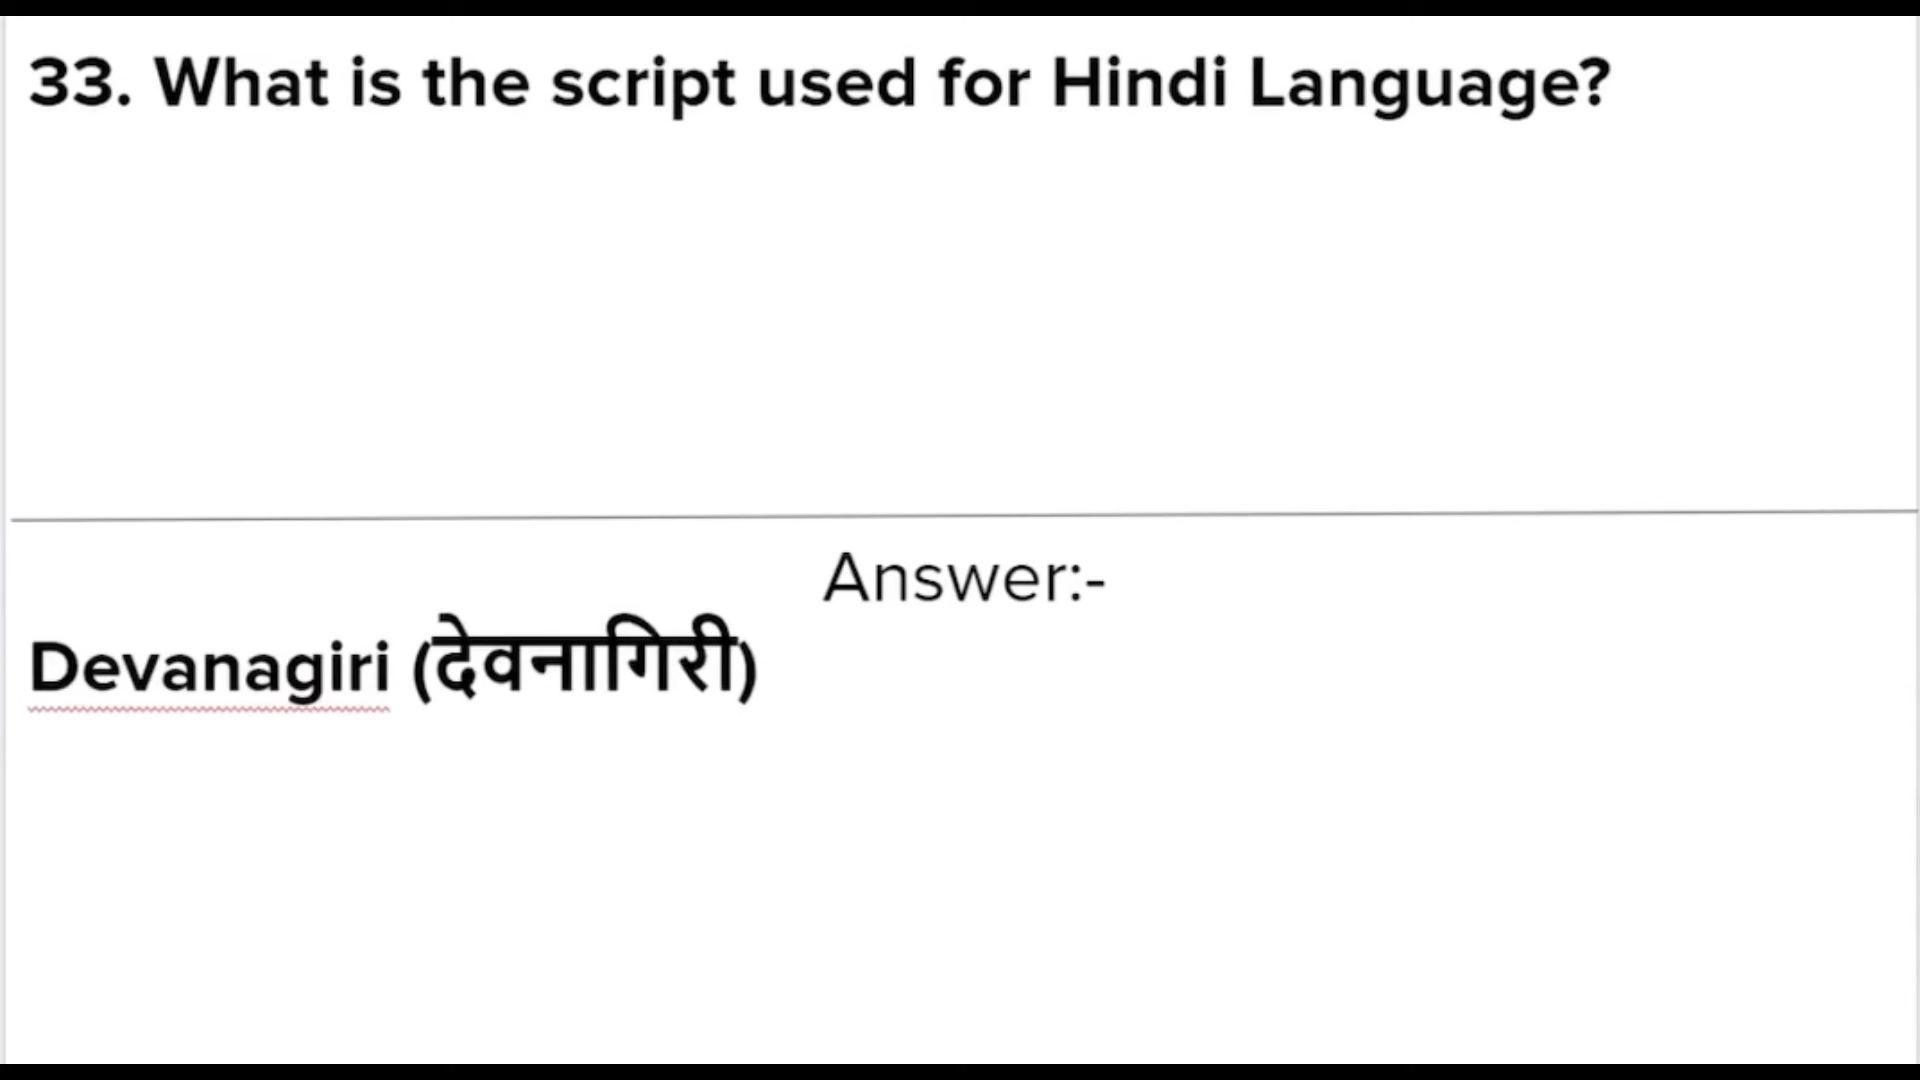 33. What is the script used for Hindi Language?
Answer:-
Devanagiri (देवनागिरी)